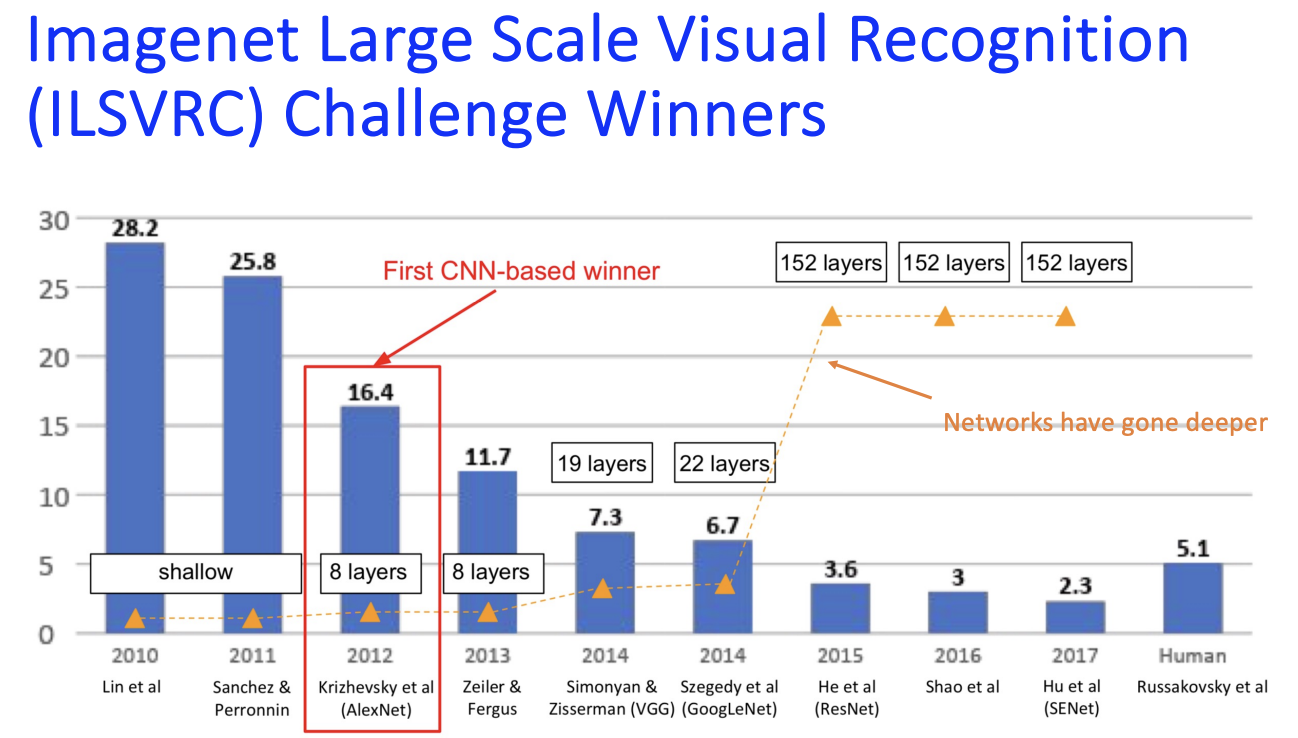 Imagenet Large Scale Visual Recognition
(ILSVRC) Challenge Winners
30
25
20
15
10
5
0
28.2
25.8
16.4
11.7
7.3
6.7
3.6
3
2.3
5.1
First CNN-based winner
152 layers
152 layers
152 layers
Networks have gone deeper
19 layers
22 layers
shallow
8 layers
8 layers
2010
2011
2012
2013
2014
2014
2015
2016
2017
Human
Lin et al
Sanchez &
Perronnin
Krizhevsky et al
(AlexNet)
Zeiler &
Fergus
Simonyan &
Zisserman (VGG)
Szegedy et al
(GoogLeNet)
He et al
(ResNet)
Shao et al
Hu et al
(SENet)
Russakovsky et al